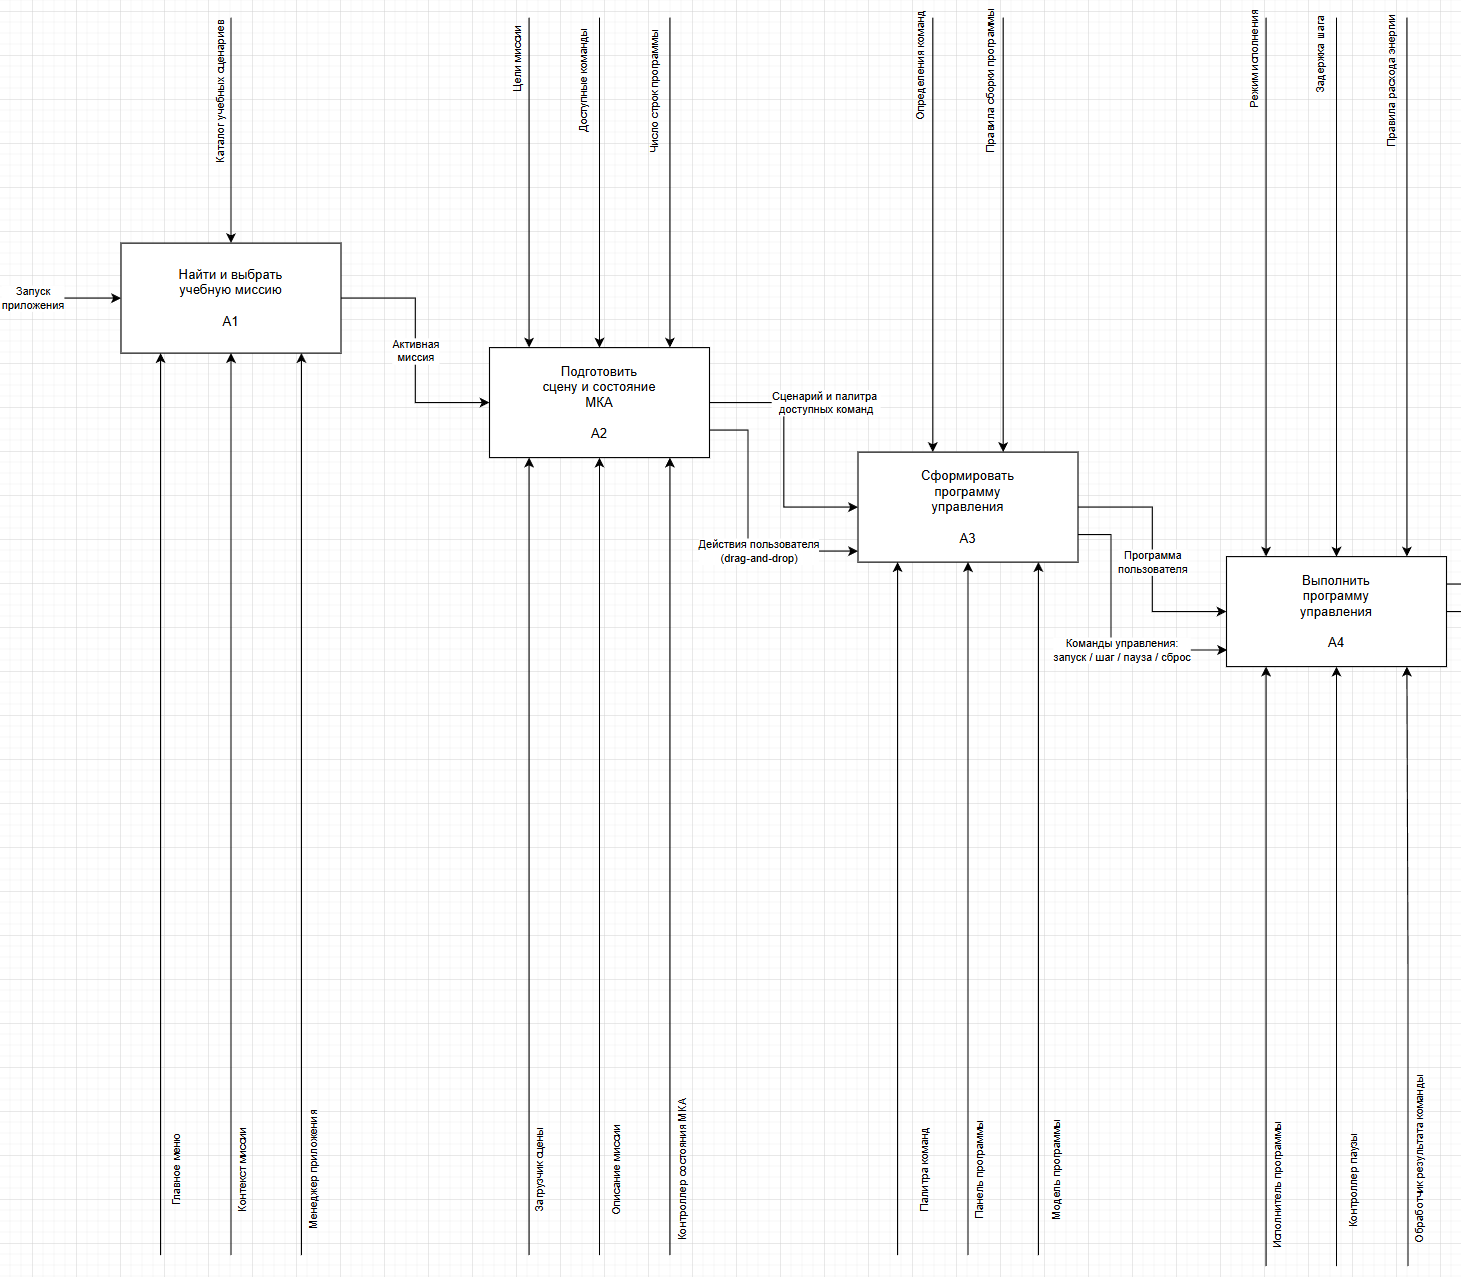 Каталог учебных сценариев
Цели миссии
Доступные команды
Число строк программы
Определения команд
Правила сборки программы
Режим исполнения
Задержка шага
Правила расхода энергии
Запуск
приложения
Найти и выбрать
учебную миссию
A1
Активная
миссия
Подготовить
сцену и состояние
МКА
A2
Сценарий и палитра
доступных команд
Действия пользователя
(drag-and-drop)
Сформировать
программу
управления
A3
Программа
пользователя
Команды управления:
запуск / шаг / пауза / сброс
Выполнить
программу
управления
A4
Главное меню
Контекст миссии
Менеджер приложения
Загрузчик сцены
Описание миссии
Контроллер состояния МКА
Палитра команд
Панель программы
Модель программы
Исполнитель программы
Контроллер паузы
Обработчик результата команды